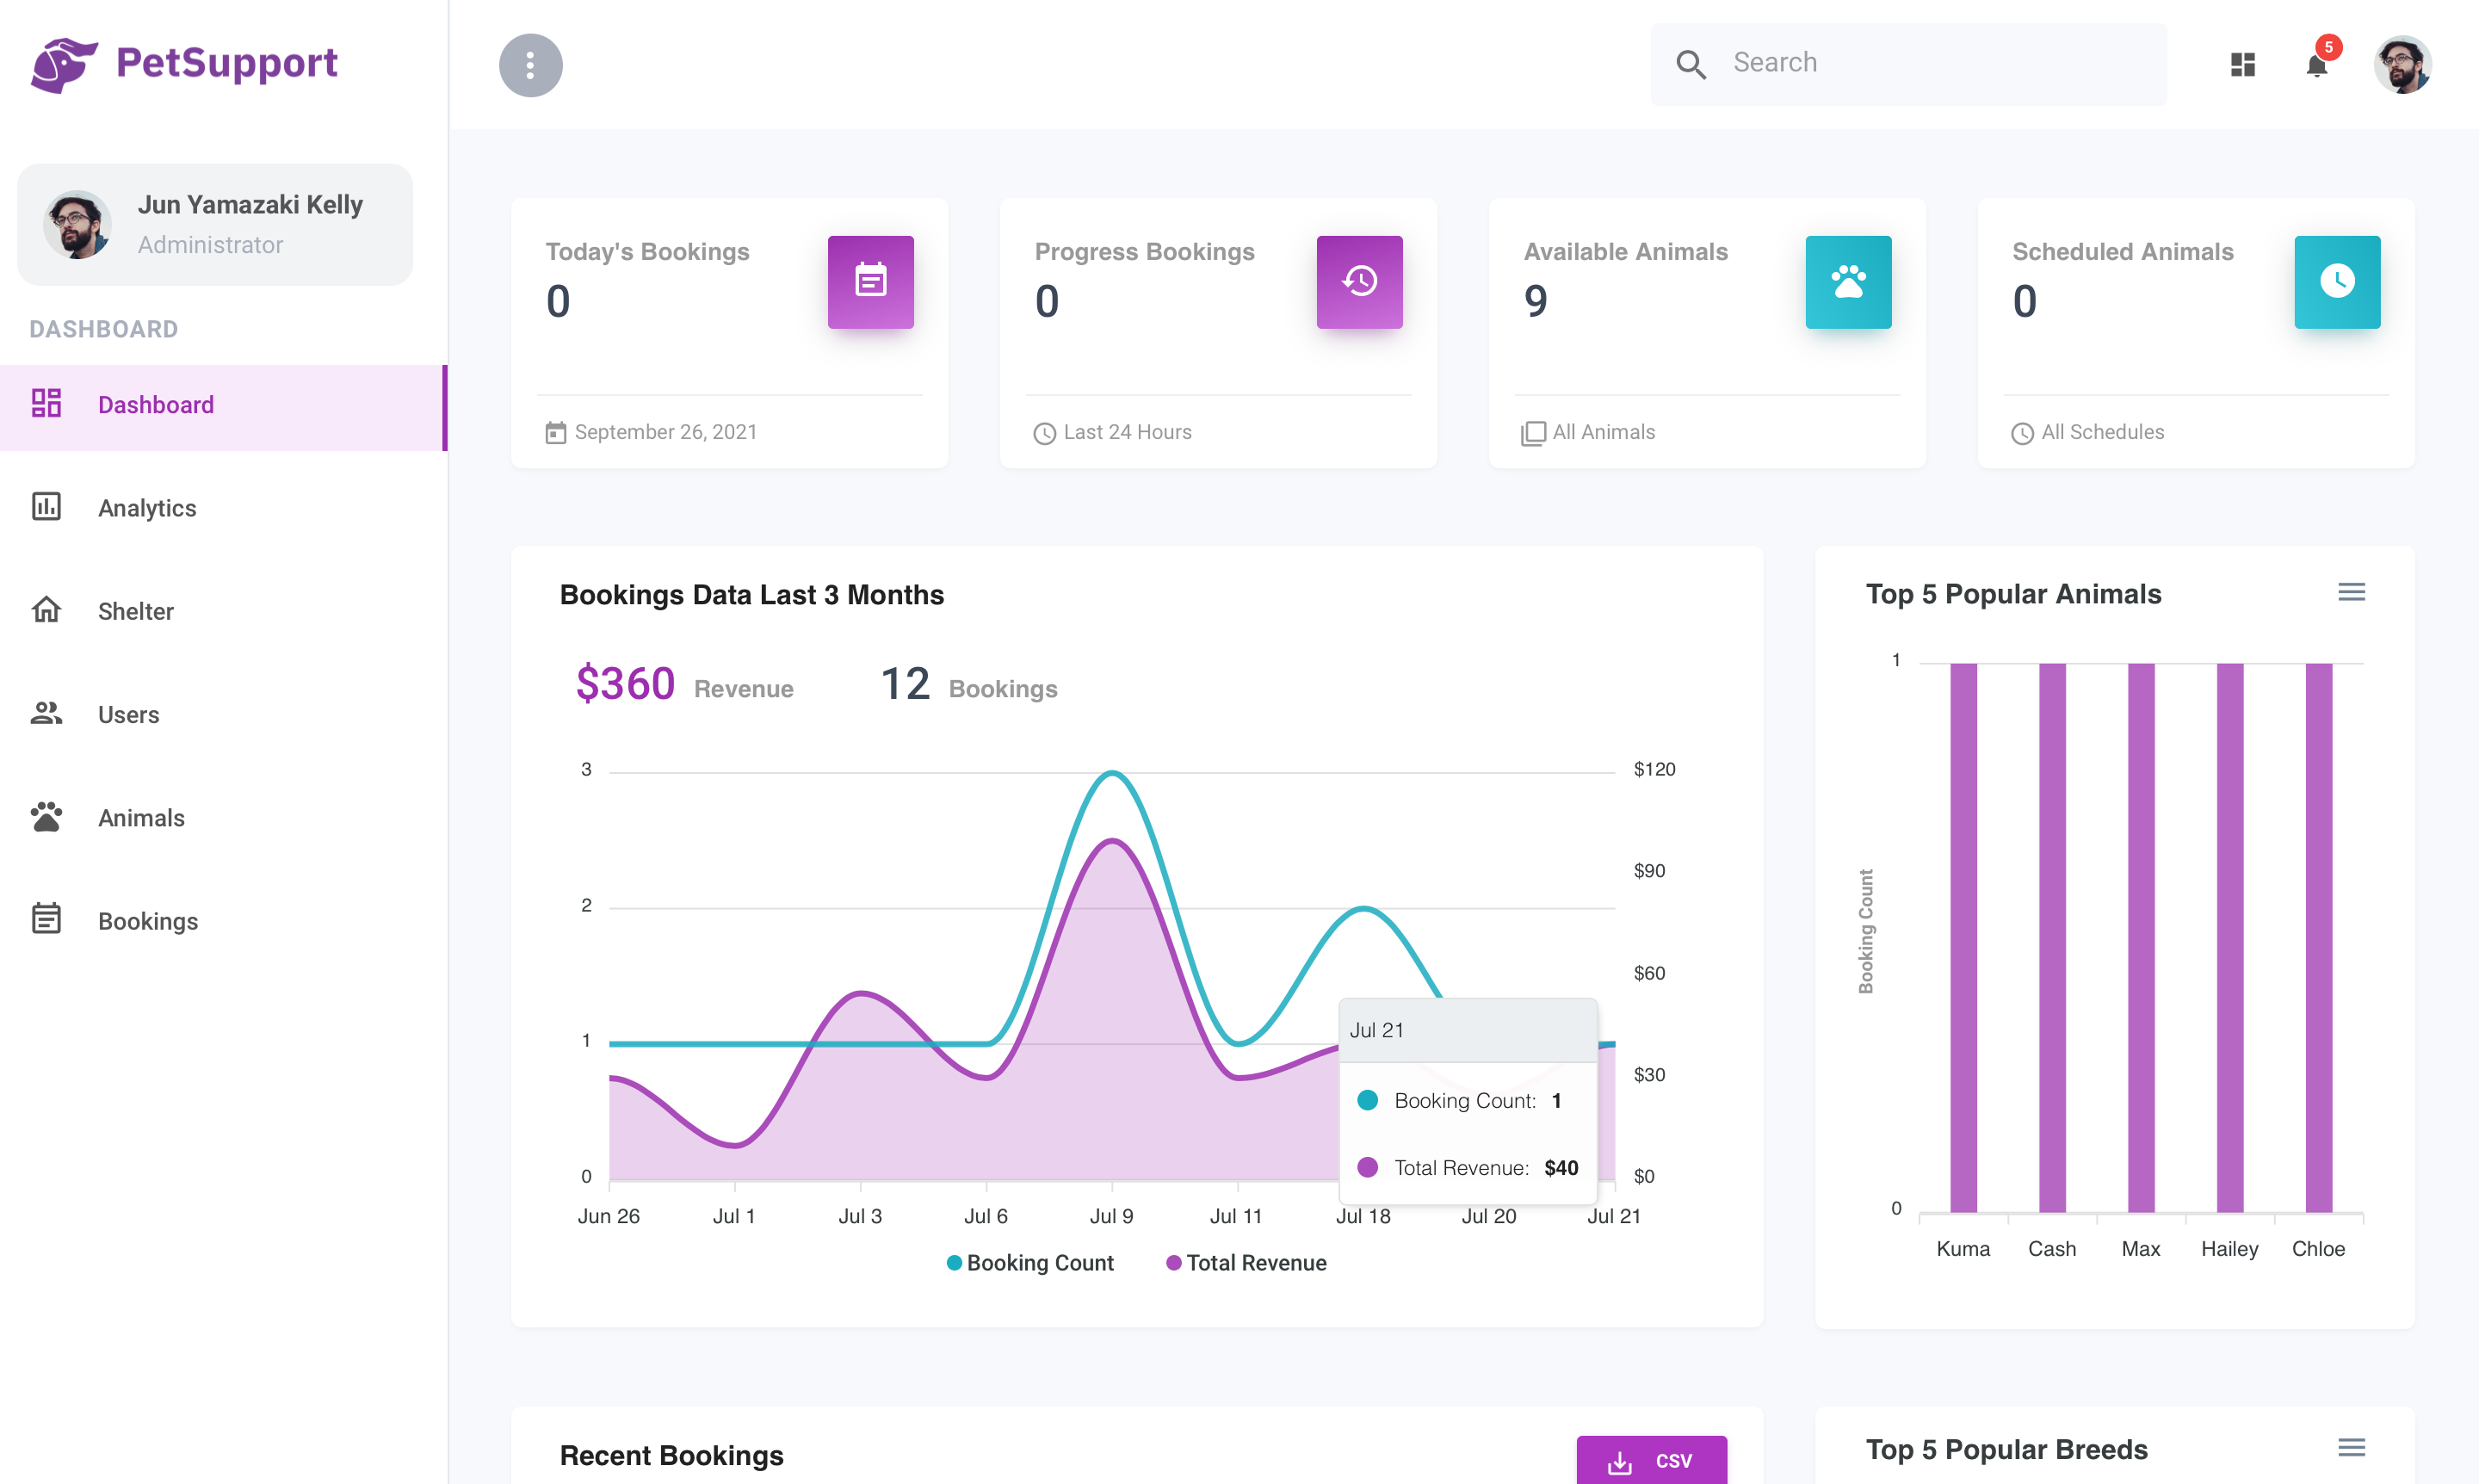 PetSupport
Search
5
Jun Yamazaki Kelly
Administrator
DASHBOARD
Dashboard
Analytics
Shelter
Users
Animals
Bookings
Today's Bookings
0
September 26, 2021
Progress Bookings
0
Last 24 Hours
Available Animals
9
All Animals
Scheduled Animals
0
All Schedules
Bookings Data Last 3 Months
$360 Revenue
12 Bookings
3
2
1
0
$120
$90
$60
$30
$0
Jul 21
Booking Count: 1
Total Revenue: $40
Jun 26 Jul 1 Jul 3 Jul 6 Jul 9 Jul 11 Jul 18 Jul 20 Jul 21
Booking Count Total Revenue
Top 5 Popular Animals
1
Booking Count
0
Kuma Cash Max Hailey Chloe
Recent Bookings
CSV
Top 5 Popular Breeds